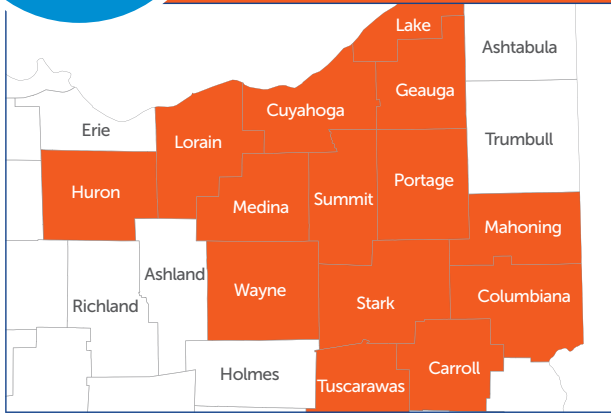 Lake
Ashtabula
Geauga
Cuyahoga
Erie
Lorain
Trumbull
Portage
Huron
Summit
Medina
Mahoning
Ashland
Wayne
Columbiana
Stark
Richland
Carroll
Holmes
Tuscarawas